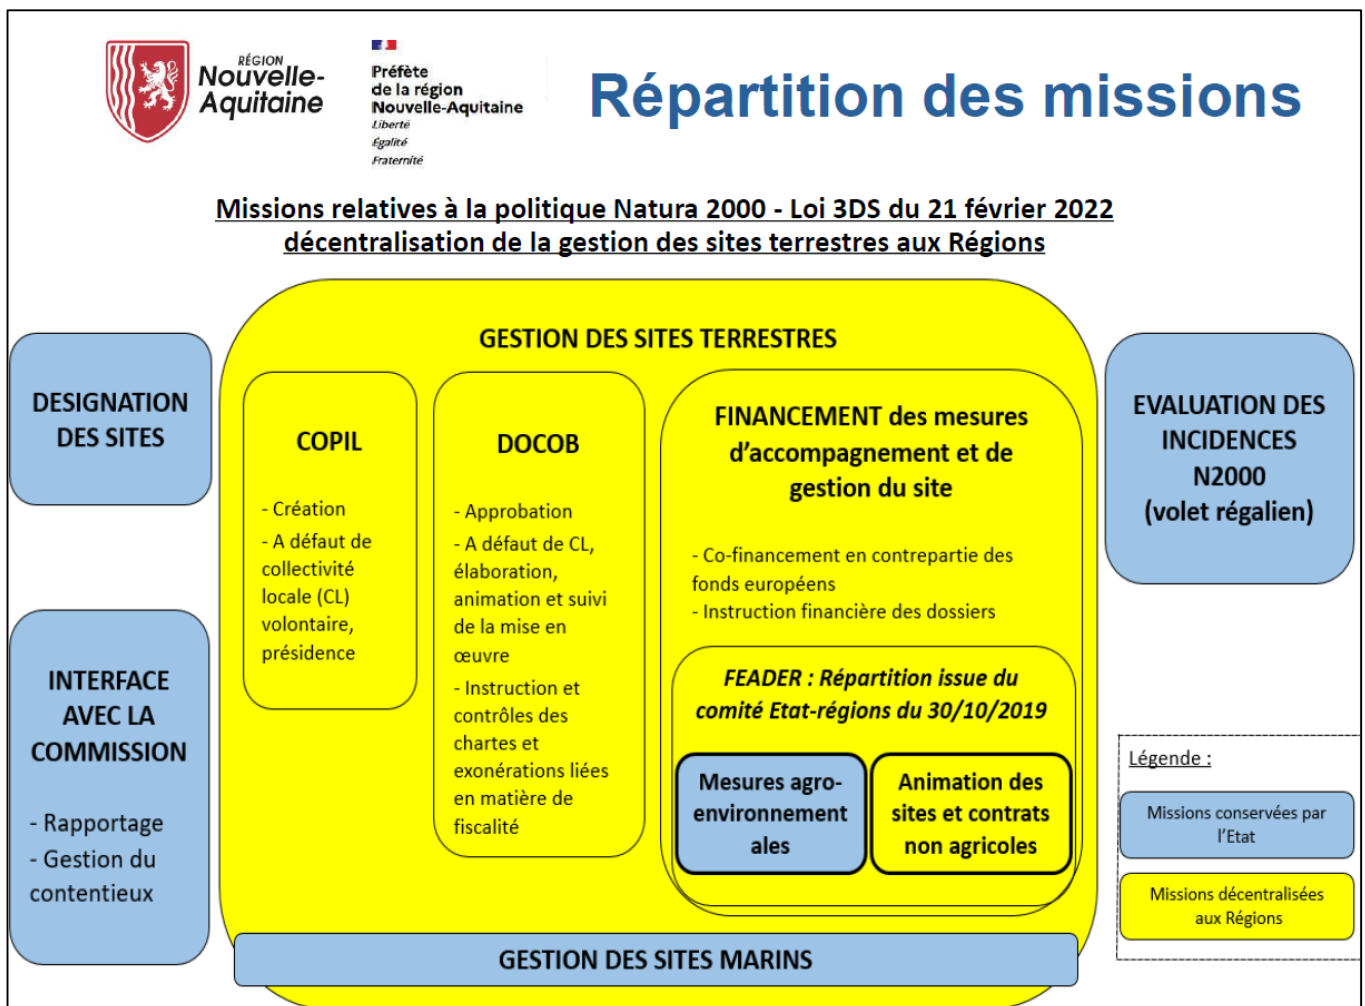 RÉGION
Nouvelle-
Aquitaine
Préfète
de la région
Nouvelle-Aquitaine
Liberté
Égalité
Fraternité
Répartition des missions
Missions relatives à la politique Natura 2000 - Loi 3DS du 21 février 2022
décentralisation de la gestion des sites terrestres aux Régions
DESIGNATION
DES SITES
INTERFACE
AVEC LA
COMMISSION
- Rapportage
- Gestion du
contentieux
GESTION DES SITES TERRESTRES
COPIL
- Création
- A défaut de
collectivité
locale (CL)
volontaire,
présidence
DOCOB
- Approbation
- A défaut de CL,
élaboration,
animation et suivi
de la mise en
œuvre
- Instruction et
contrôles des
chartes et
exonérations liées
en matière de
fiscalité
FINANCEMENT des mesures
d'accompagnement et de
gestion du site
- Co-financement en contrepartie des
fonds européens
- Instruction financière des dossiers
FEADER : Répartition issue du
comité Etat-régions du 30/10/2019
Mesures agro-
environnement
ales
Animation des
sites et contrats
non agricoles
GESTION DES SITES MARINS
EVALUATION DES
INCIDENCES
N2000
(volet régalien)
Légende :
Missions conservées par
l'Etat
Missions décentralisées
aux Régions